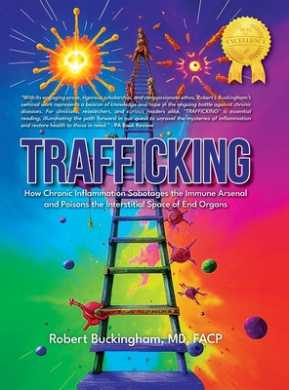 EXCELLENCE
"With its engaging prose, rigorous scholarship, and compassionate ethos, Robert J. Buckingham's
seminal work represents a beacon of knowledge and hope in the ongoing battle against chronic
diseases. For clinicians, researchers, and curious readers alike, "TRAFFICKING" is essential
reading, illuminating the path forward in our quest to unravel the mysteries of inflammation
and restore health to those in need." - PA Book Review
TRAFFICKING
How Chronic Inflammation Sabotages the Immune Arsenal
and Poisons the Interstitial Space of End Organs
Robert Buckingham, MD, FACP